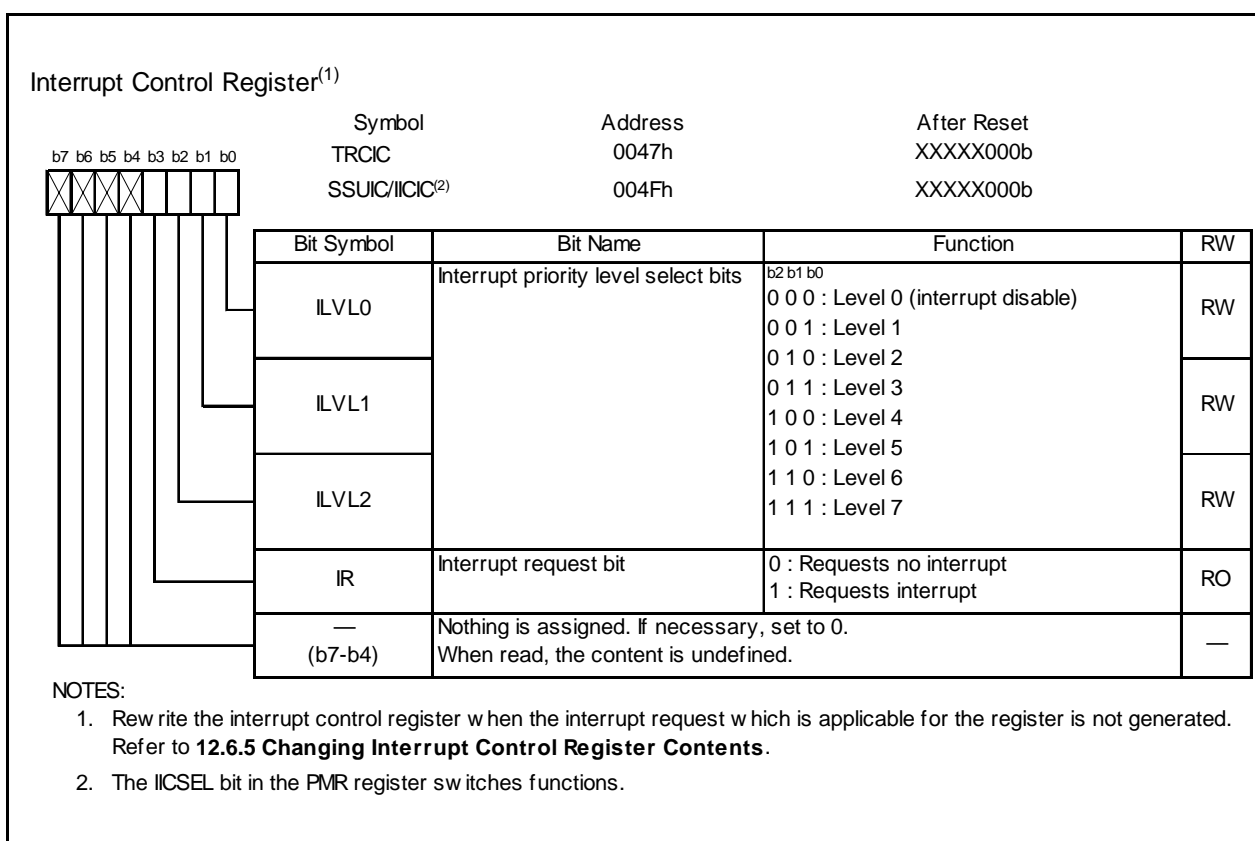 Interrupt Control Register(1)
Symbol Address After Reset
b7 b6 b5 b4 b3 b2 b1 b0
TRCIC 0047h XXXXX000b
SSUIC/IICIC(2) 004Fh XXXXX000b
Bit Symbol Bit Name Function RW
ILVL0 Interrupt priority level select bits b2 b1 b0
0 0 0 : Level 0 (interrupt disable) RW
0 0 1 : Level 1
0 1 0 : Level 2
ILVL1 0 1 1 : Level 3 RW
1 0 0 : Level 4
1 0 1 : Level 5
ILVL2 1 1 0 : Level 6 RW
1 1 1 : Level 7
IR Interrupt request bit 0 : Requests no interrupt RO
1 : Requests interrupt
— Nothing is assigned. If necessary, set to 0. —
(b7-b4) When read, the content is undefined.
NOTES:
1. Rewrite the interrupt control register when the interrupt request which is applicable for the register is not generated.
Refer to 12.6.5 Changing Interrupt Control Register Contents.
2. The IICSEL bit in the PMR register switches functions.